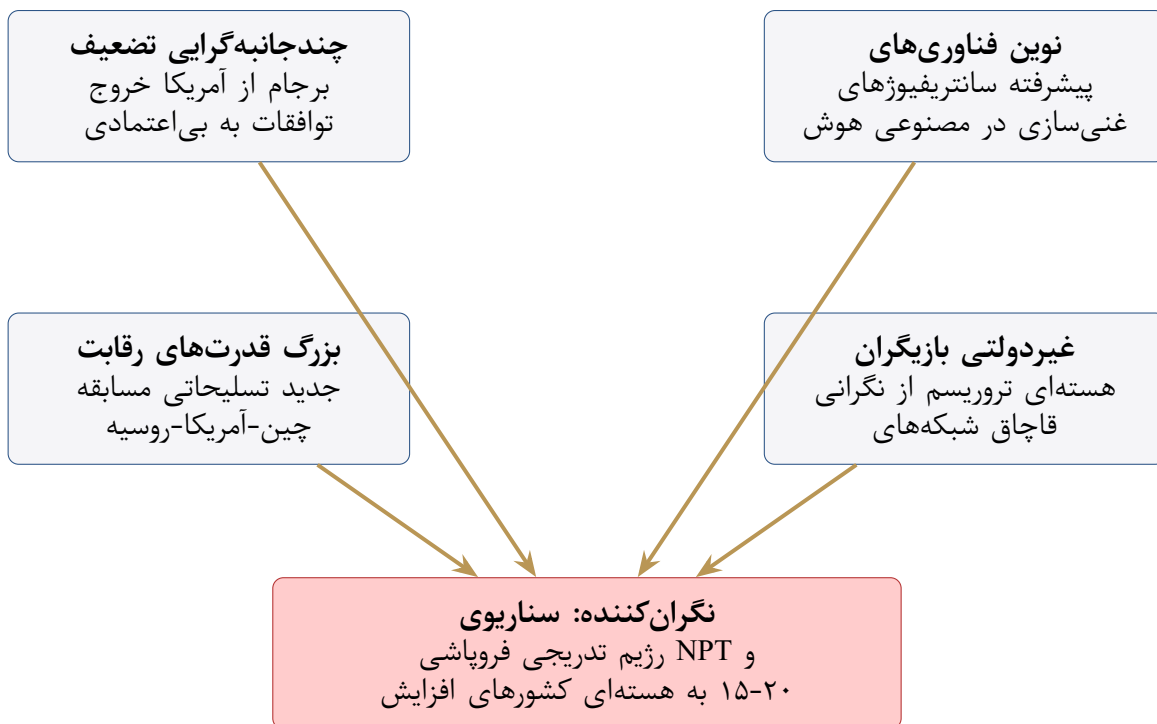 چندجانبه‌گرایی تضعیف
برجام از آمریکا خروج
توافقات به بی‌اعتمادی
نوین فناوری‌های
پیشرفته سانتریفیوژهای
غنی‌سازی در مصنوعی هوش
بزرگ قدرت‌های رقابت
جدید تسلیحاتی مسابقه
چین-آمریکا-روسیه
غیردولتی بازیگران
هسته‌ای تروریسم از نگرانی
قاچاق شبکه‌های
نگران‌کننده: سناریوی
و NPT رژیم تدریجی فروپاشی
۱۵-۲۰ به هسته‌ای کشورهای افزایش